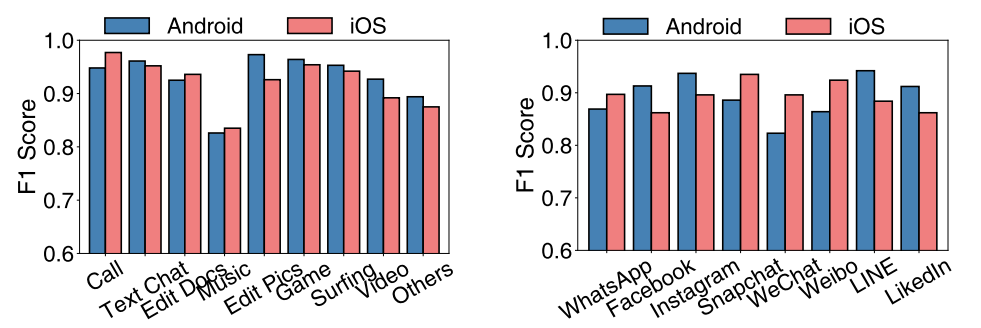 Android iOS
1.0
0.9
0.8
0.7
0.6
F1 Score
Call
Text Chat
Edit Docs
Music
Edit Pics
Game
Surfing
Video
Others
Android iOS
1.0
0.9
0.8
0.7
0.6
F1 Score
WhatsApp
Facebook
Instagram
Snapchat
WeChat
Weibo
LINE
LikedIn